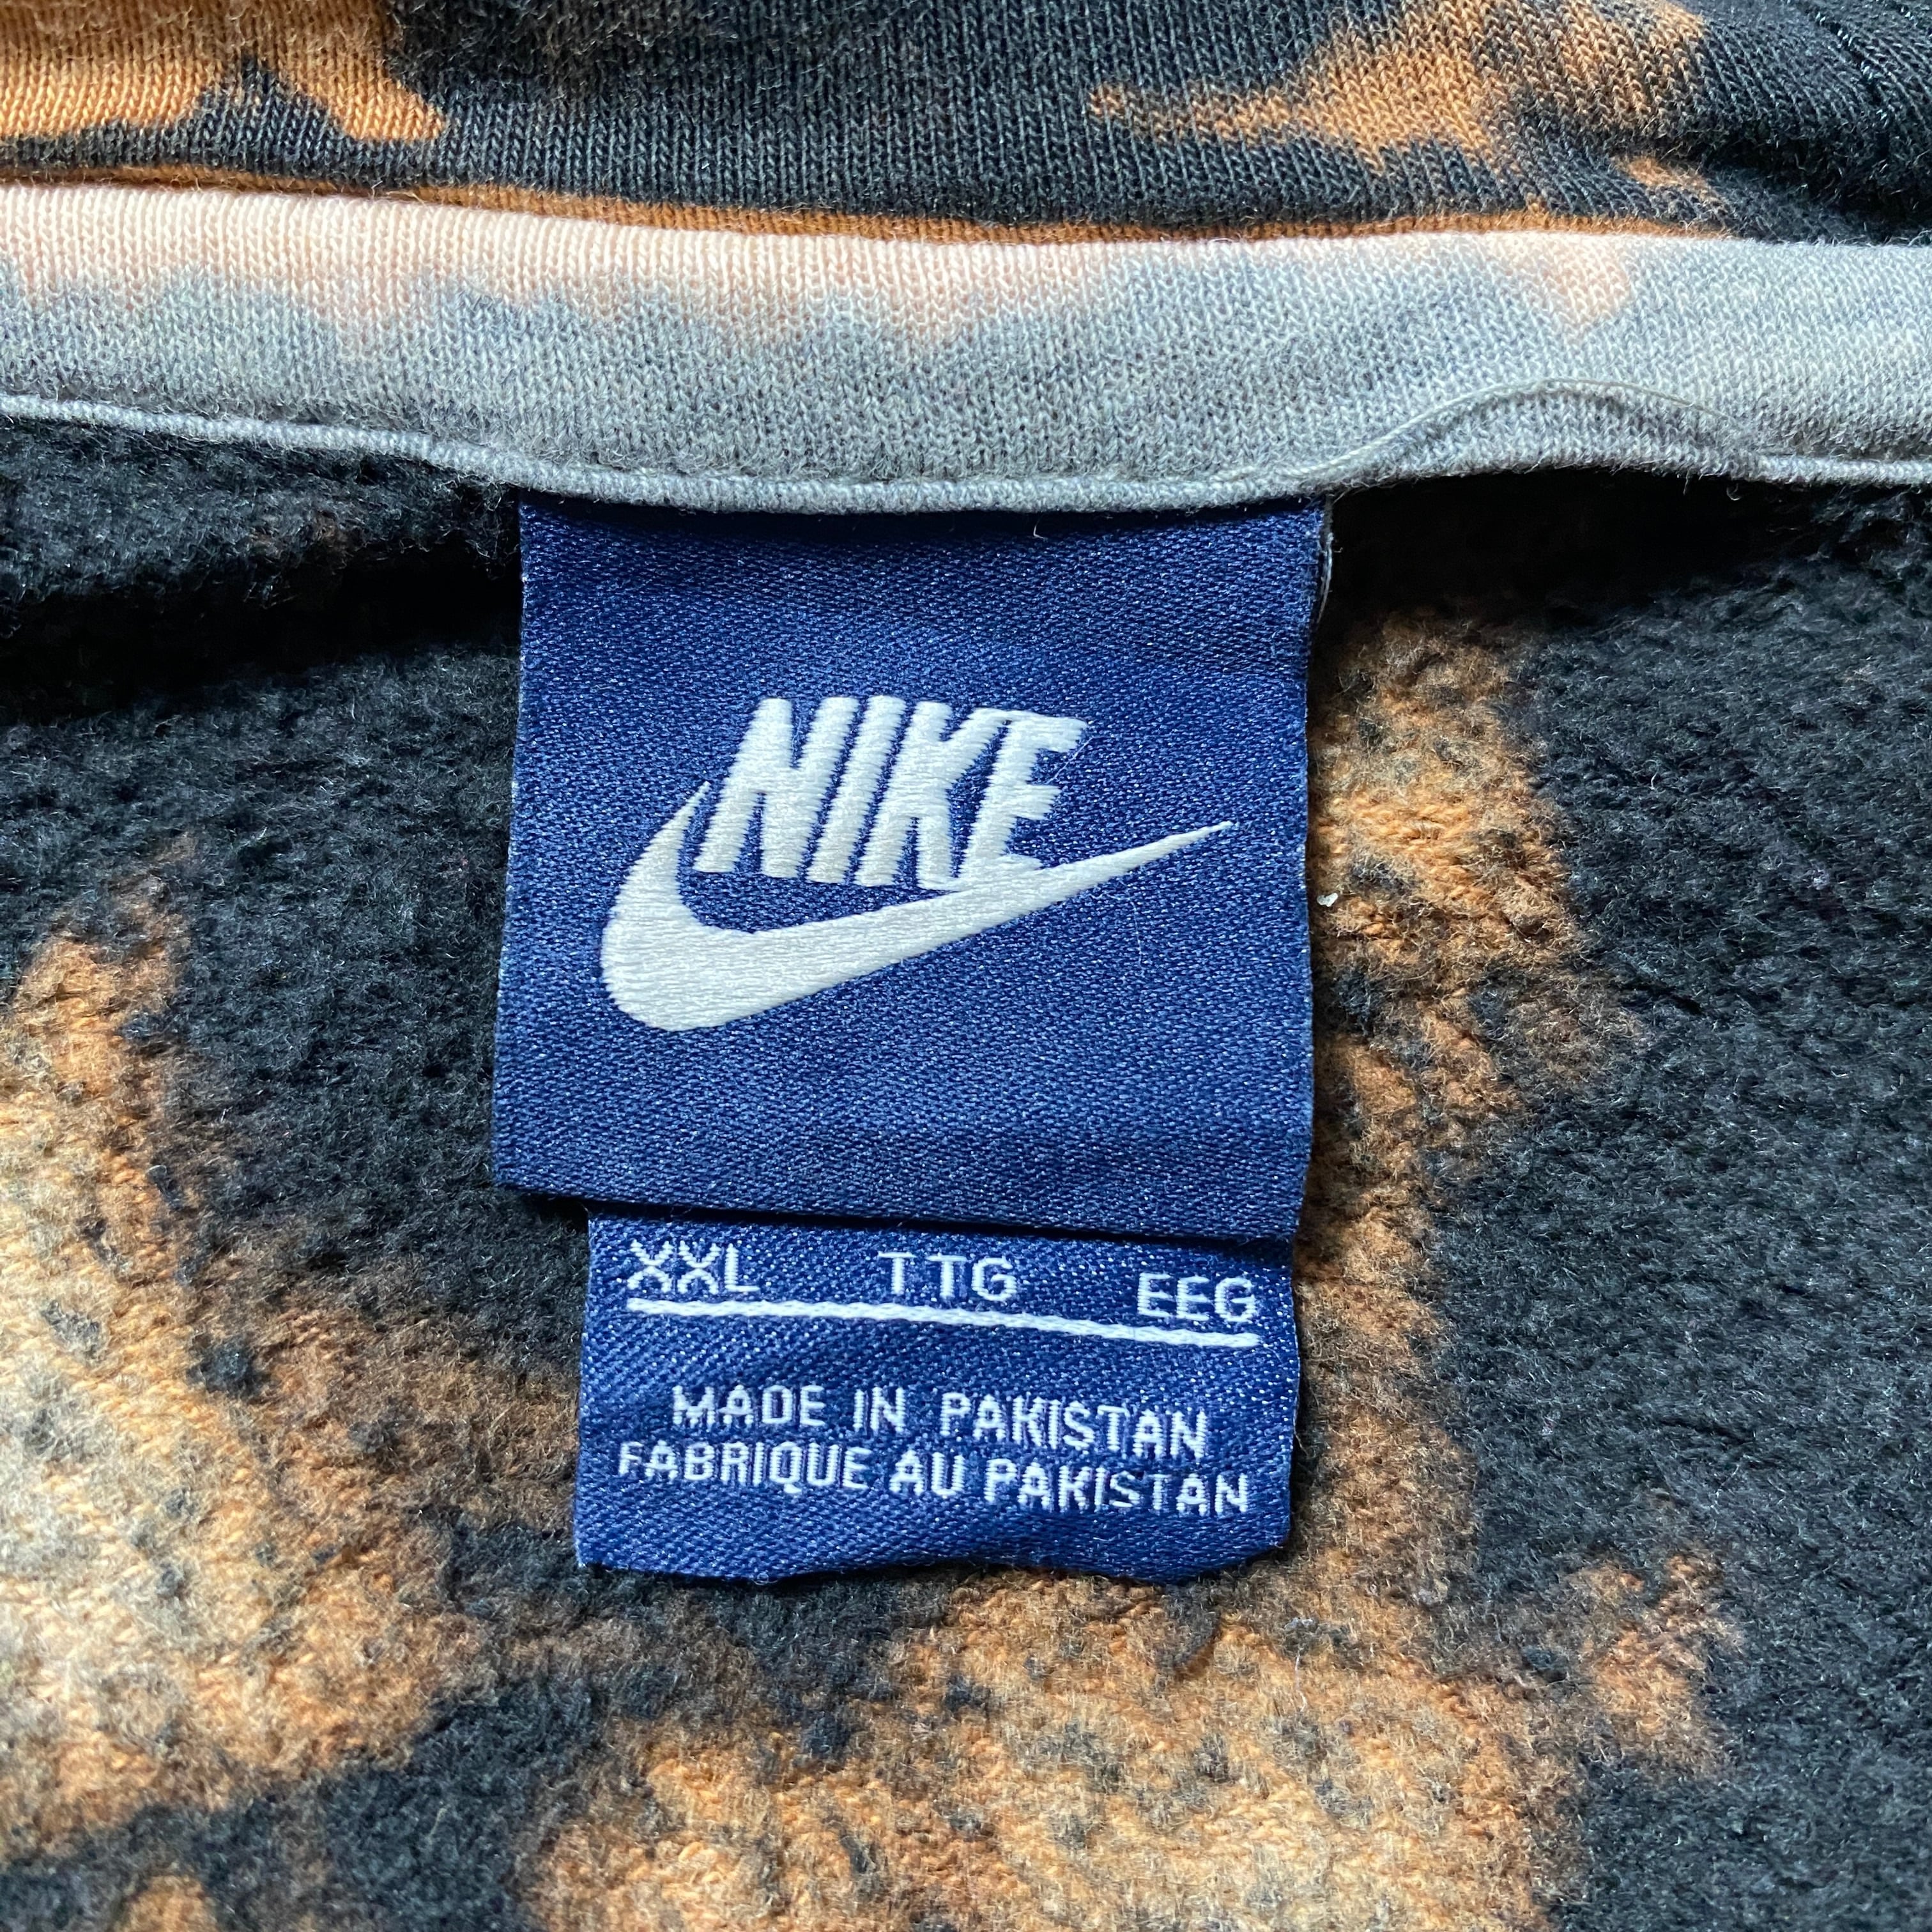 NIKE
XXL TTG EEG
MADE IN PAKISTAN
FABRIQUE AU PAKISTAN